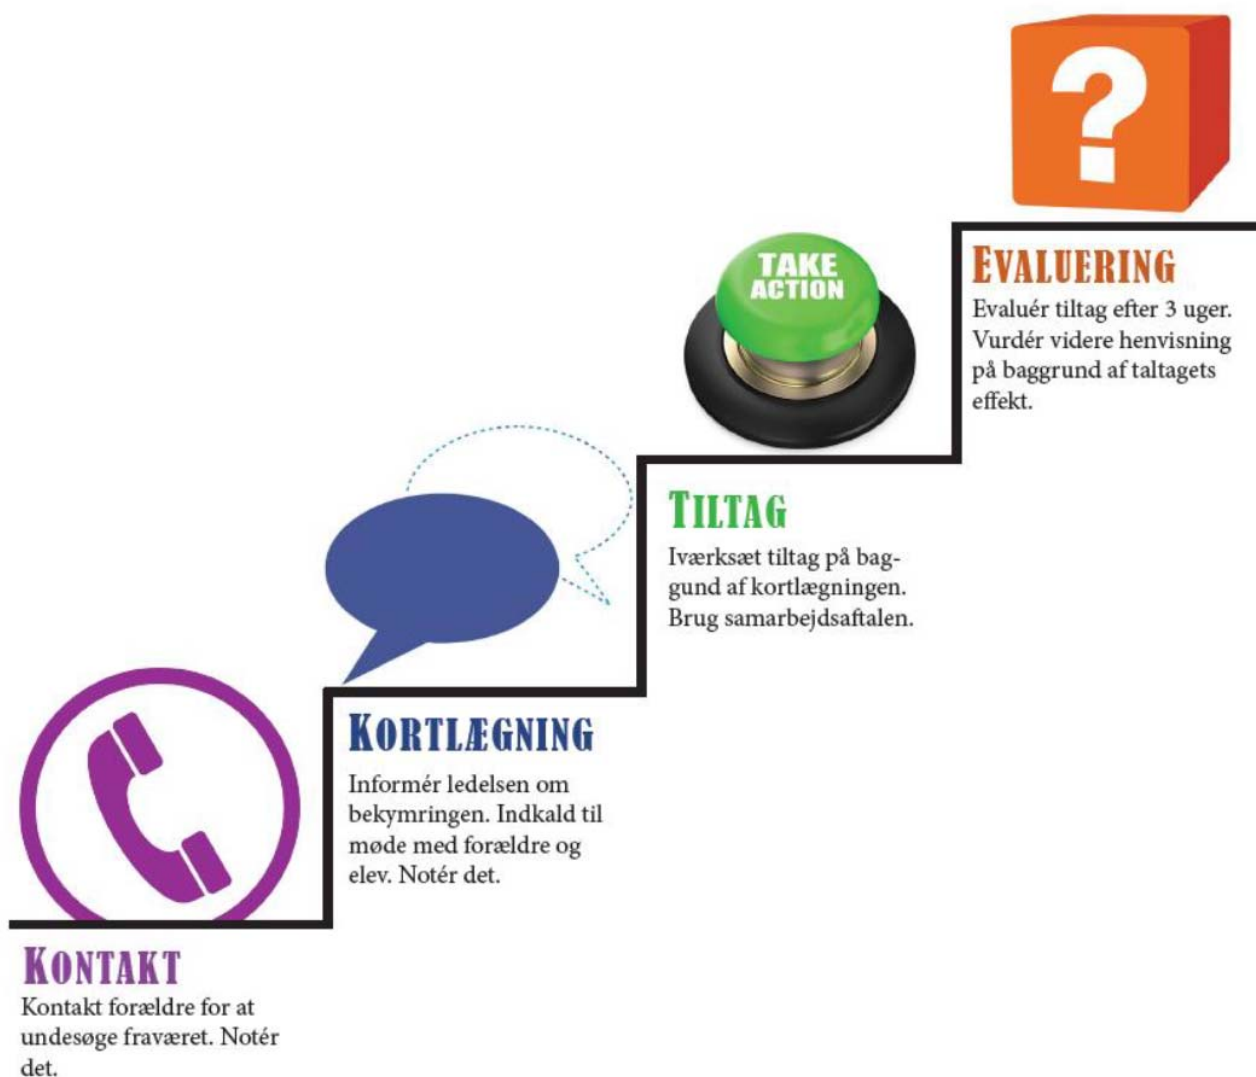 ?
TAKE
ACTION
EVALUERING
Evaluér tiltag efter 3 uger.
Vurdér videre henvisning
på baggrund af taltagets
effekt.
TILTAG
Iværksæt tiltag på bag-
gund af kortlægningen.
Brug samarbejdsaftalen.
KORTLÆGNING
Informér ledelsen om
bekymringen. Indkald til
møde med forældre og
elev. Notér det.
KONTAKT
Kontakt forældre for at
undesøge fraværet. Notér
det.